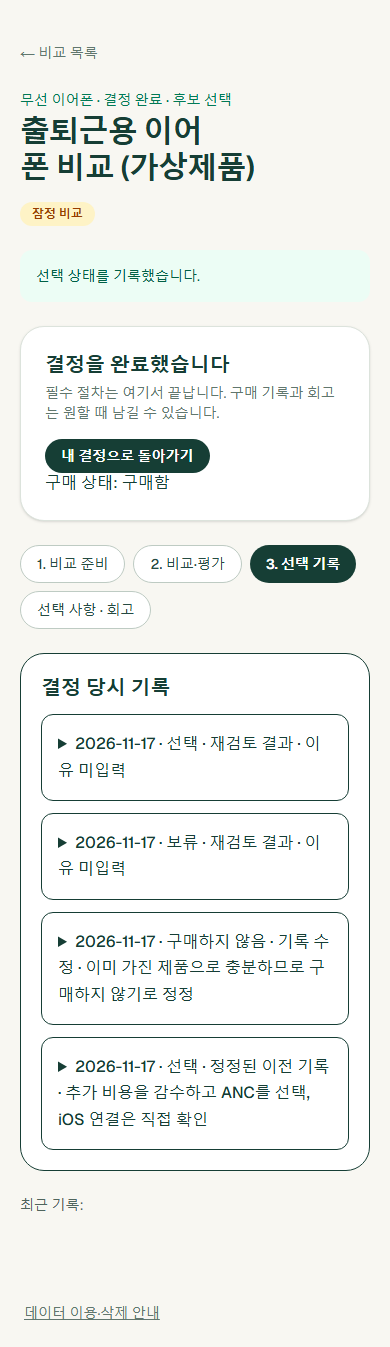 ← 비교 목록
무선 이어폰 · 결정 완료 · 후보 선택
출퇴근용 이어
폰 비교 (가상제품)
잠정 비교
선택 상태를 기록했습니다.
결정을 완료했습니다
필수 절차는 여기서 끝납니다. 구매 기록과 회고
는 원할 때 남길 수 있습니다.
내 결정으로 돌아가기
구매 상태: 구매함
1. 비교 준비
2. 비교·평가
3. 선택 기록
선택 사항 · 회고
결정 당시 기록
▶ 2026-11-17 · 선택 · 재검토 결과 · 이
유 미입력
▶ 2026-11-17 · 보류 · 재검토 결과 · 이
유 미입력
▶ 2026-11-17 · 구매하지 않음 · 기록 수
정 · 이미 가진 제품으로 충분하므로 구
매하지 않기로 정정
▶ 2026-11-17 · 선택 · 정정된 이전 기록
· 추가 비용을 감수하고 ANC를 선택,
iOS 연결은 직접 확인
최근 기록:
데이터 이용·삭제 안내